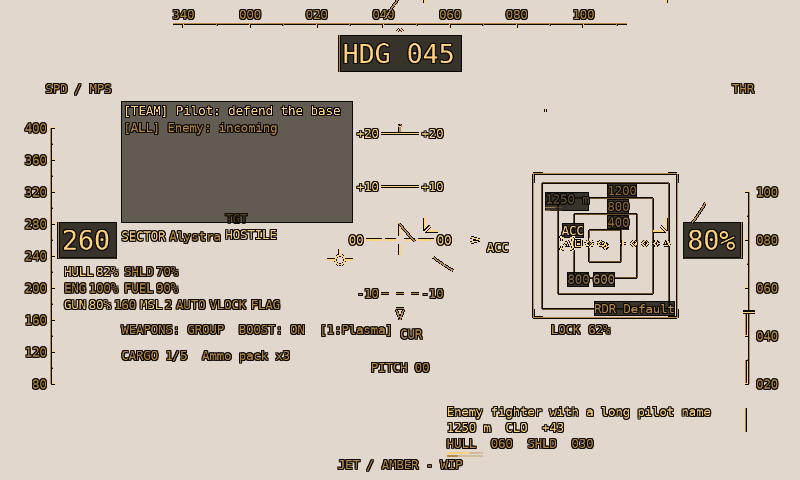 340 000 020 040 060 080 100
HDG 045
SPD / MPS
THR
[TEAM] Pilot: defend the base
[ALL] Enemy: incoming
TGT
SECTOR Alystra HOSTILE
400
360
320
280
240
200
160
120
80
260
HULL 82% SHLD 70%
ENG 100% FUEL 90%
GUN 80% 160 MSL 2 AUTO VLOCK FLAG
WEAPONS: GROUP BOOST: ON [1:Plasma]
CARGO 1/6 Ammo pack x3
+20 +20
+10 +10
00 00
-10 -10
ACC
CUR
PITCH 00
1250 m
1200
800
400
ACC
800 600
RDR Default
LOCK 62%
80%
100
080
060
040
020
Enemy fighter with a long pilot name
1250 m CLO +43
HULL 060 SHLD 030
JET / AMBER - WIP